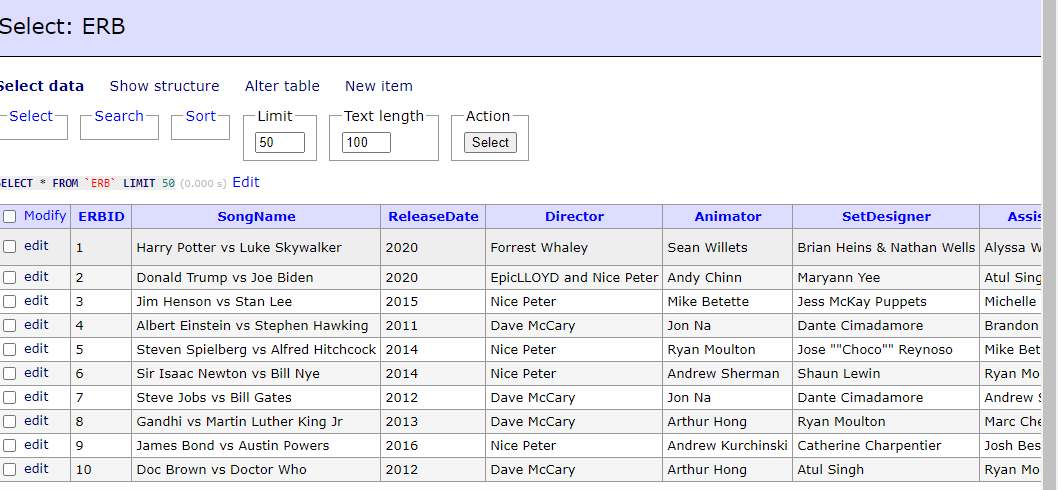 Select: ERB
Select data Show structure Alter table New item
Select Search Sort Limit Text length Action
50 100 Select
SELECT * FROM `ERB` LIMIT 50 (0.000 s) Edit
Modify ERBID SongName ReleaseDate Director Animator SetDesigner Assis
edit 1 Harry Potter vs Luke Skywalker 2020 Forrest Whaley Sean Willets Brian Heins & Nathan Wells Alyssa W
edit 2 Donald Trump vs Joe Biden 2020 EpicLLOYD and Nice Peter Andy Chinn Maryann Yee Atul Sing
edit 3 Jim Henson vs Stan Lee 2015 Nice Peter Mike Betette Jess McKay Puppets Michelle
edit 4 Albert Einstein vs Stephen Hawking 2011 Dave McCary Jon Na Dante Cimadamore Brandon
edit 5 Steven Spielberg vs Alfred Hitchcock 2014 Nice Peter Ryan Moulton Jose ""Choco"" Reynoso Mike Bet
edit 6 Sir Isaac Newton vs Bill Nye 2014 Nice Peter Andrew Sherman Shaun Lewin Ryan Mo
edit 7 Steve Jobs vs Bill Gates 2012 Dave McCary Jon Na Dante Cimadamore Andrew S
edit 8 Gandhi vs Martin Luther King Jr 2013 Dave McCary Arthur Hong Ryan Moulton Marc Che
edit 9 James Bond vs Austin Powers 2016 Nice Peter Andrew Kurchinski Catherine Charpentier Josh Bes
edit 10 Doc Brown vs Doctor Who 2012 Dave McCary Arthur Hong Atul Singh Ryan Mo